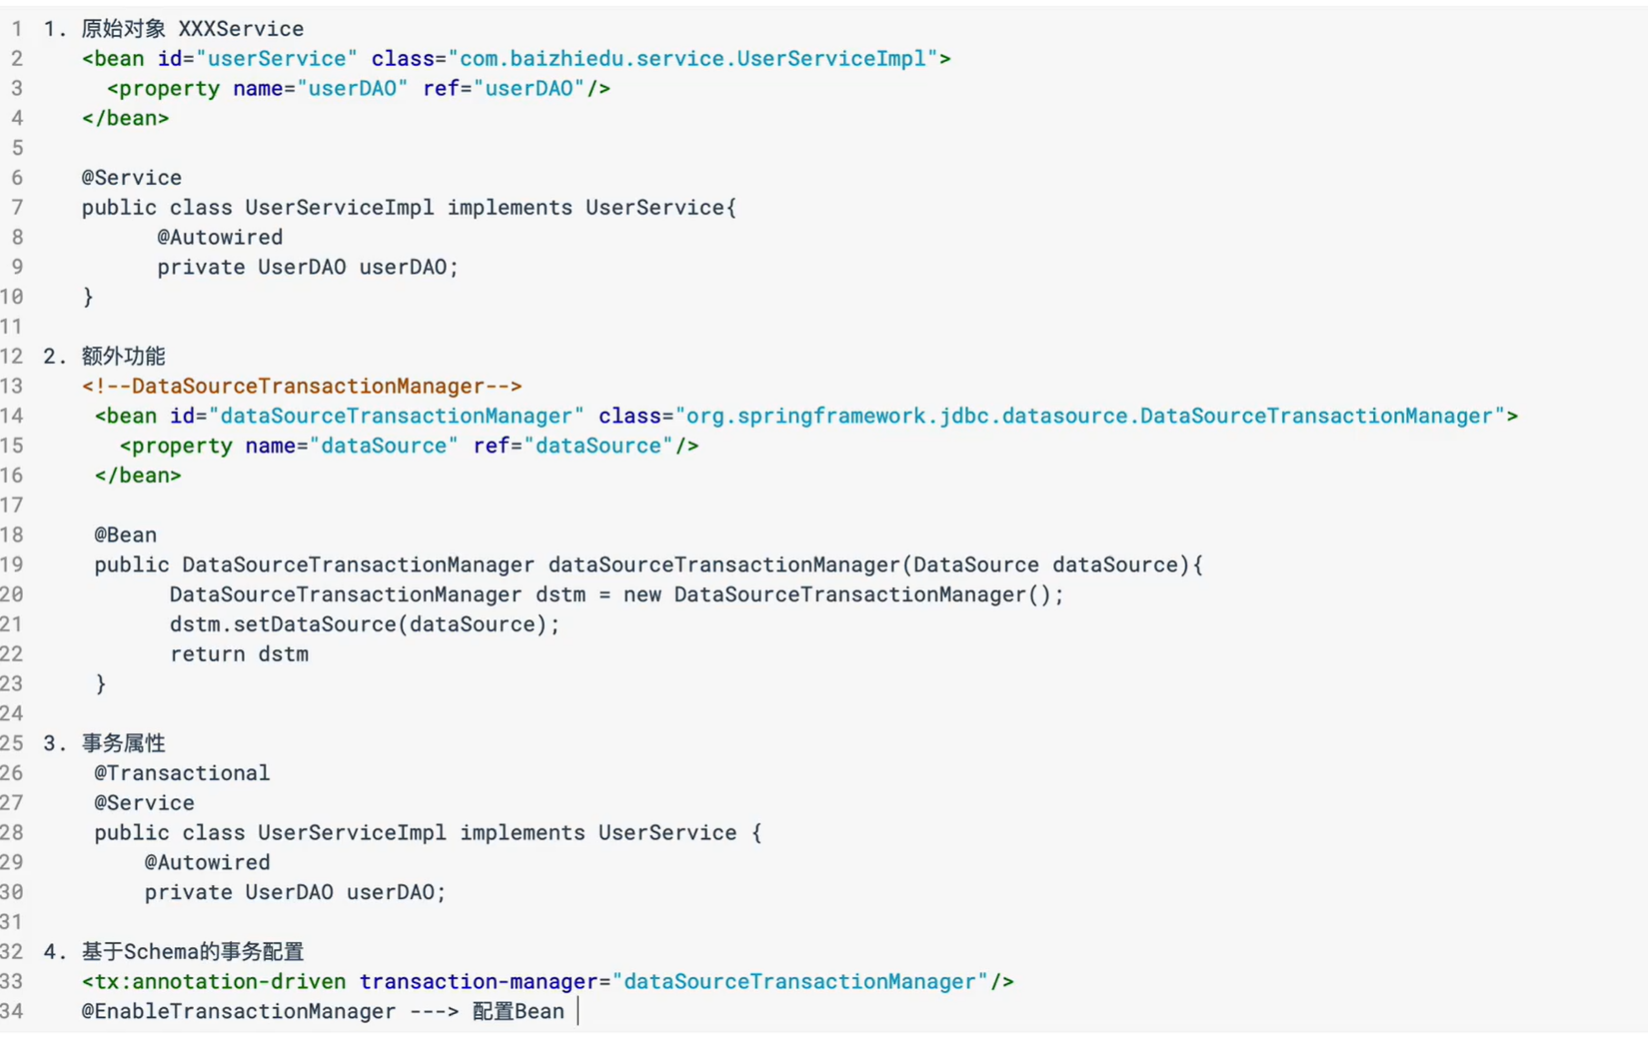 1 1. 原始对象 XXXService
2 <bean id="userService" class="com.baizhiedu.service.UserServiceImpl">
3 <property name="userDAO" ref="userDAO"/>
4 </bean>
5
6 @Service
7 public class UserServiceImpl implements UserService{
8 @Autowired
9 private UserDAO userDAO;
10 }
11
12 2. 额外功能
13 <!--DataSourceTransactionManager-->
14 <bean id="dataSourceTransactionManager" class="org.springframework.jdbc.datasource.DataSourceTransactionManager">
15 <property name="dataSource" ref="dataSource"/>
16 </bean>
17
18 @Bean
19 public DataSourceTransactionManager dataSourceTransactionManager(DataSource dataSource){
20 DataSourceTransactionManager dstm = new DataSourceTransactionManager();
21 dstm.setDataSource(dataSource);
22 return dstm
23 }
24
25 3. 事务属性
26 @Transactional
27 @Service
28 public class UserServiceImpl implements UserService {
29 @Autowired
30 private UserDAO userDAO;
31
32 4. 基于Schema的事务配置
33 <tx:annotation-driven transaction-manager="dataSourceTransactionManager"/>
34 @EnableTransactionManager ---> 配置Bean